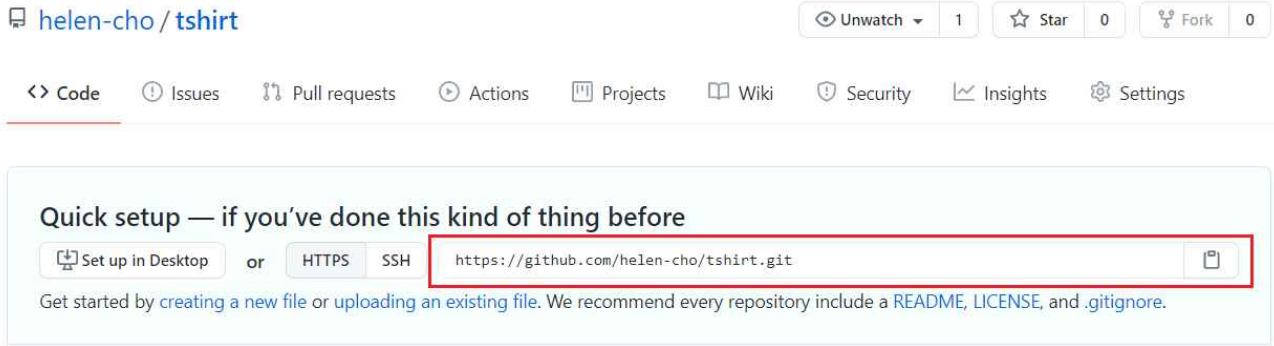 helen-cho / tshirt
Unwatch 1 Star 0 Fork 0
<> Code Issues Pull requests Actions Projects Wiki Security Insights Settings
Quick setup — if you’ve done this kind of thing before
Set up in Desktop or HTTPS SSH https://github.com/helen-cho/tshirt.git
Get started by creating a new file or uploading an existing file. We recommend every repository include a README, LICENSE, and .gitignore.